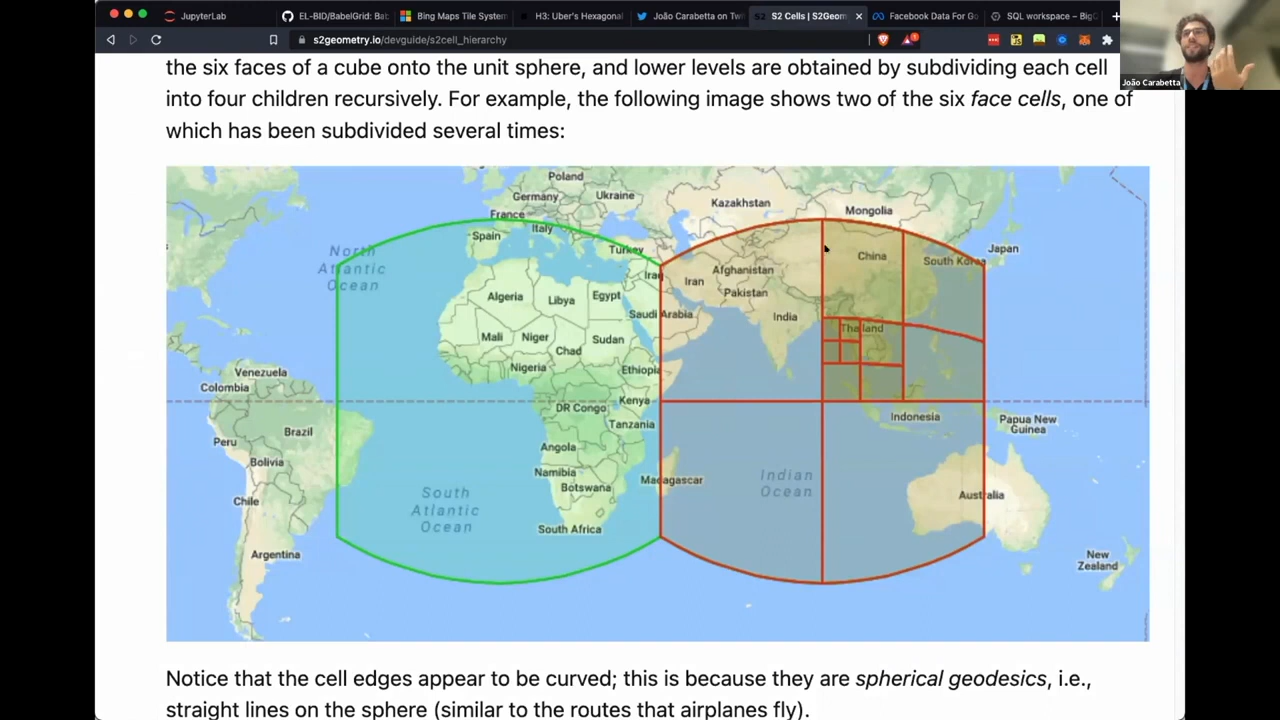 JupyterLab
EL-BID/BabelGrid: Bab
Bing Maps Tile System
H3: Uber's Hexagonal
João Carabetta on Twi
S2 Cells | S2Geom
Facebook Data For Go
SQL workspace – BigQ
s2geometry.io/devguide/s2cell_hierarchy
João Carabetta
the six faces of a cube onto the unit sphere, and lower levels are obtained by subdividing each cell
into four children recursively. For example, the following image shows two of the six face cells, one of
which has been subdivided several times:
Poland
Germany
Ukraine
Kazakhstan
Mongolia
France
Italy
Spain
Turkey
North
Atlantic
Ocean
Japan
China
South Korea
Iraq
Iran
Afghanistan
Pakistan
Algeria
Libya
Egypt
Saudi Arabia
India
Thailand
Mali
Niger
Chad
Sudan
Nigeria
Ethiopia
Venezuela
Colombia
DR Congo
Kenya
Tanzania
Indonesia
Papua New
Guinea
Brazil
Peru
Bolivia
Angola
Namibia
Botswana
Madagascar
Indian
Ocean
Australia
Chile
South
Atlantic
Ocean
South Africa
Argentina
New
Zealand
Notice that the cell edges appear to be curved; this is because they are spherical geodesics, i.e.,
straight lines on the sphere (similar to the routes that airplanes fly).